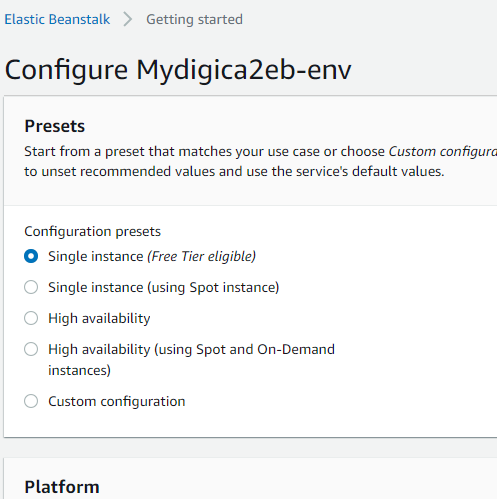 Elastic Beanstalk > Getting started
Configure Mydigica2eb-env
Presets
Start from a preset that matches your use case or choose Custom configura
to unset recommended values and use the service's default values.
Configuration presets
Single instance (Free Tier eligible)
Single instance (using Spot instance)
High availability
High availability (using Spot and On-Demand
instances)
Custom configuration
Platform